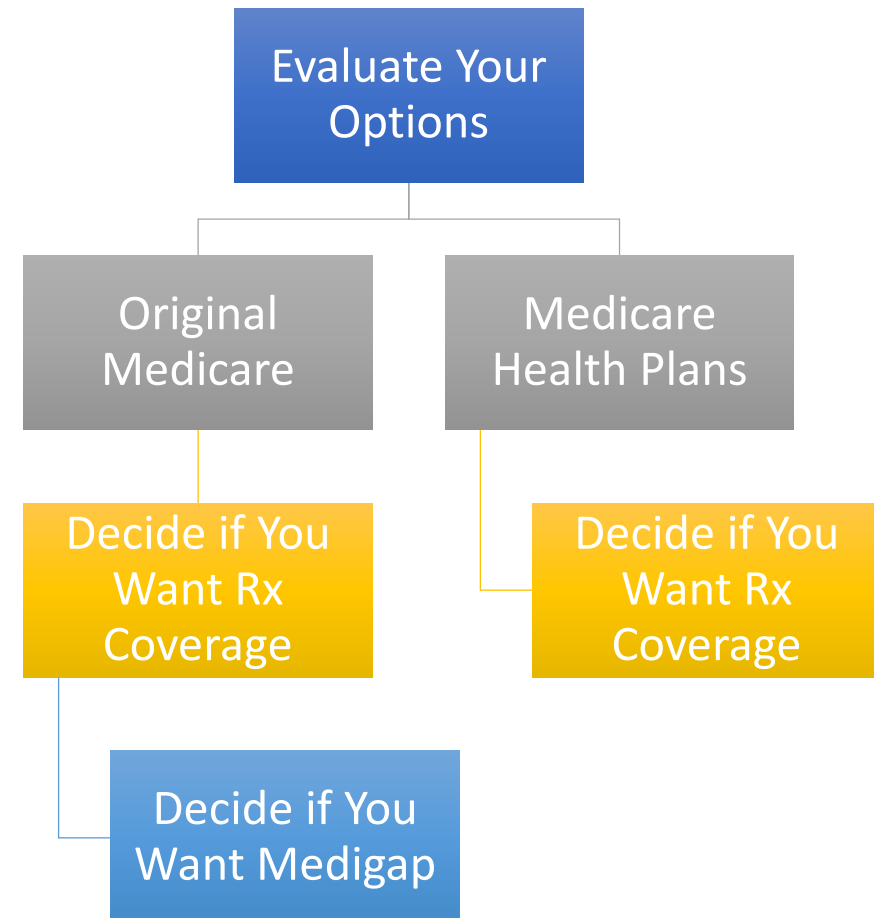 Evaluate Your
Options
Original
Medicare
Medicare
Health Plans
Decide if You
Want Rx
Coverage
Decide if You
Want Rx
Coverage
Decide if You
Want Medigap